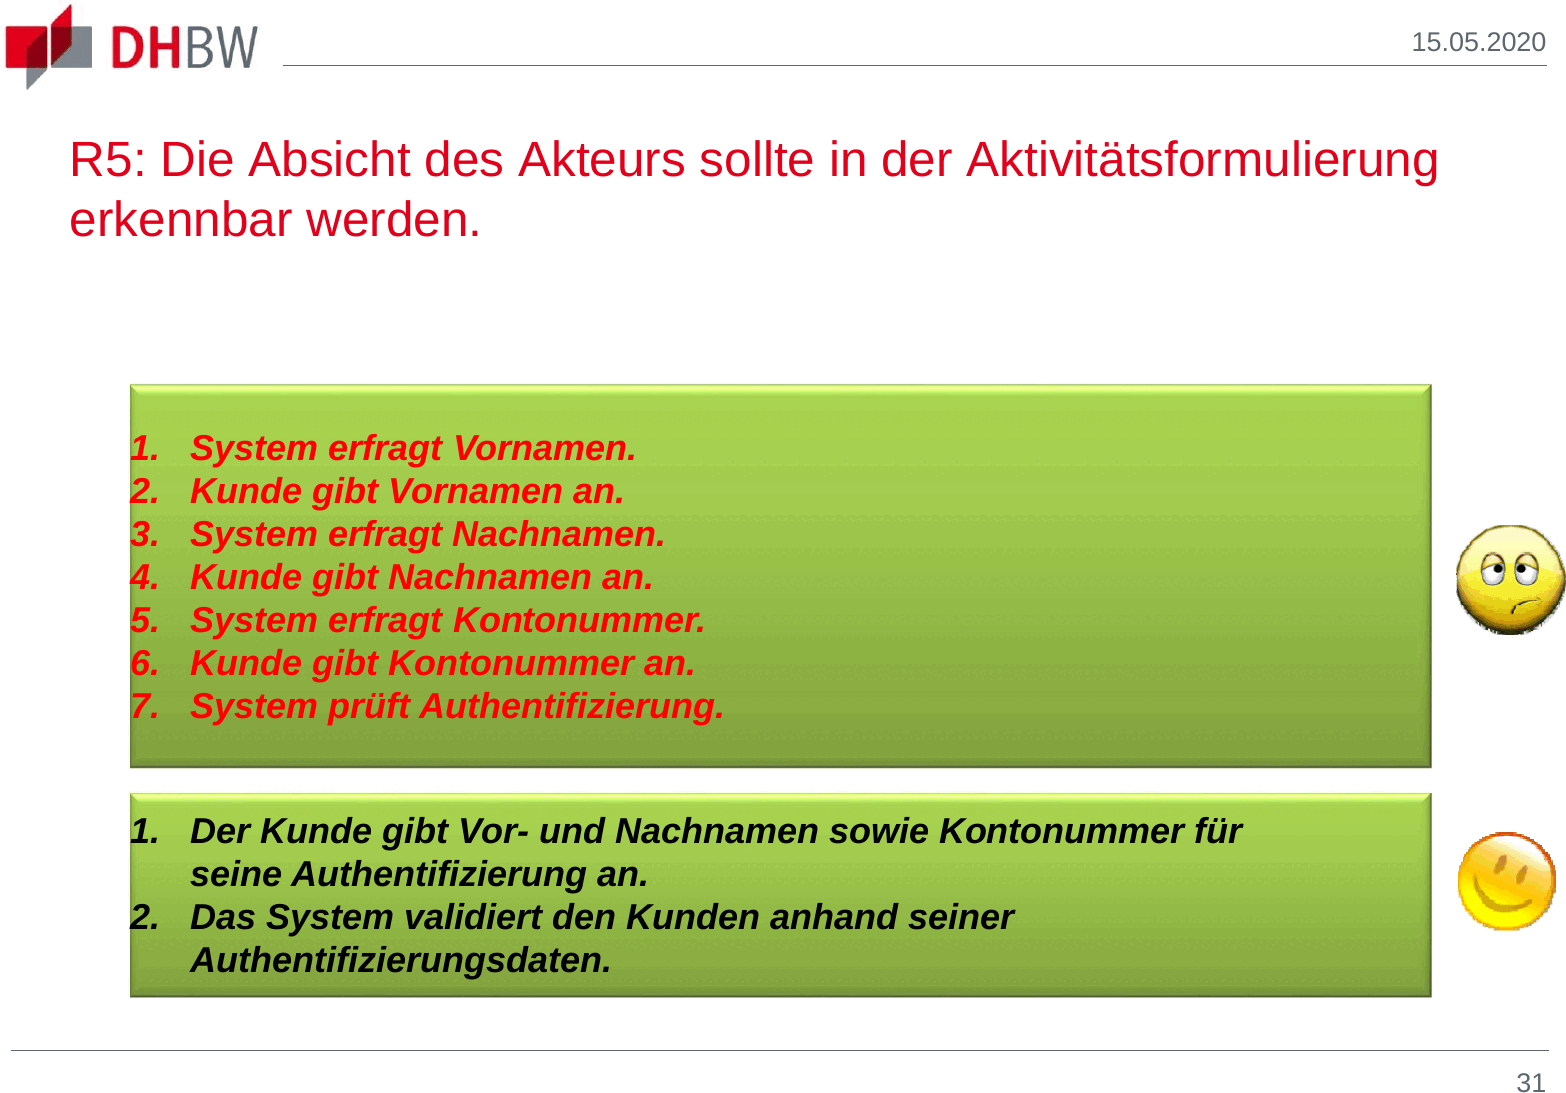 DHBW
15.05.2020
R5: Die Absicht des Akteurs sollte in der Aktivitätsformulierung
erkennbar werden.
1. System erfragt Vornamen.
2. Kunde gibt Vornamen an.
3. System erfragt Nachnamen.
4. Kunde gibt Nachnamen an.
5. System erfragt Kontonummer.
6. Kunde gibt Kontonummer an.
7. System prüft Authentifizierung.
1. Der Kunde gibt Vor- und Nachnamen sowie Kontonummer für
seine Authentifizierung an.
2. Das System validiert den Kunden anhand seiner
Authentifizierungsdaten.
31